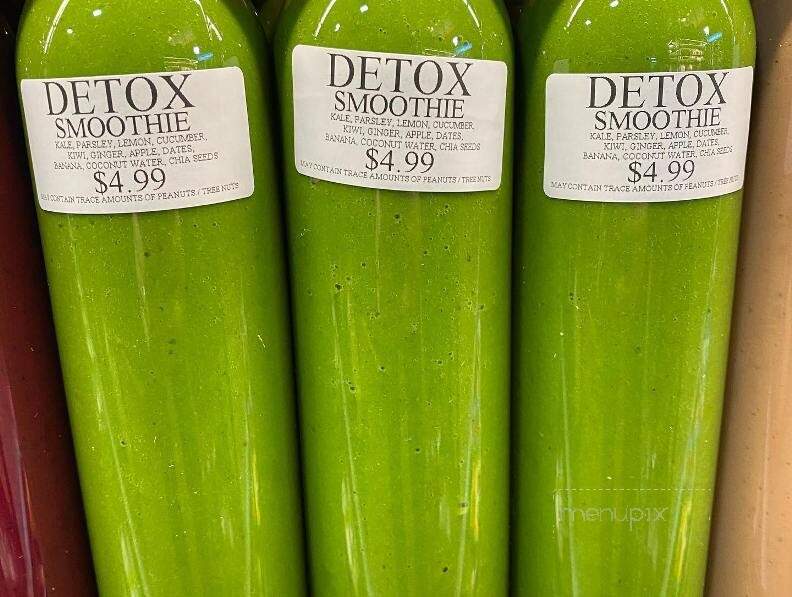 DETOX
SMOOTHIE
KALE, PARSLEY, LEMON, CUCUMBER,
KIWI, GINGER, APPLE, DATES,
BANANA, COCONUT WATER, CHIA SEEDS
$4.99
MAY CONTAIN TRACE AMOUNTS OF PEANUTS / TREE NUTS
DETOX
SMOOTHIE
KALE, PARSLEY, LEMON, CUCUMBER,
KIWI, GINGER, APPLE, DATES,
BANANA, COCONUT WATER, CHIA SEEDS
$4.99
MAY CONTAIN TRACE AMOUNTS OF PEANUTS / TREE NUTS
DETOX
SMOOTHIE
KALE, PARSLEY, LEMON, CUCUMBER,
KIWI, GINGER, APPLE, DATES,
BANANA, COCONUT WATER, CHIA SEEDS
$4.99
MAY CONTAIN TRACE AMOUNTS OF PEANUTS / TREE NUTS
menupix